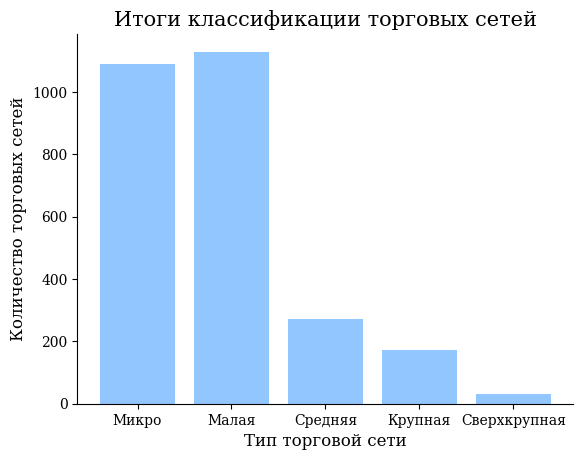 Итоги классификации торговых сетей
Количество торговых сетей
1000
800
600
400
200
0
Микро
Малая
Средняя
Крупная
Сверхкрупная
Тип торговой сети